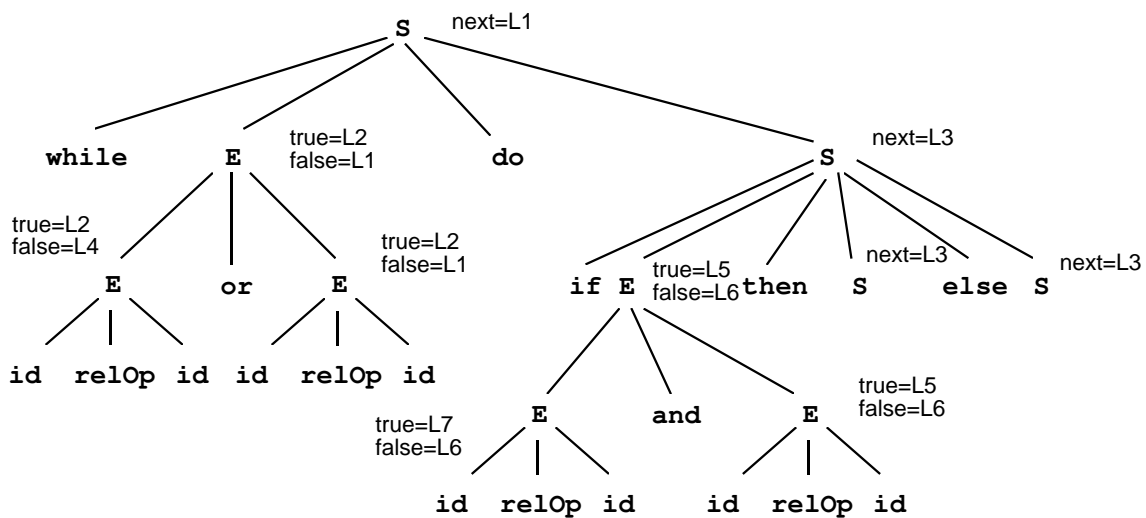 S next=L1
while E true=L2 do S next=L3
false=L1
true=L2
false=L4
true=L2
false=L1
E or E if E true=L5 then S next=L3 else S next=L3
false=L6
id relOp id id relOp id
true=L7
false=L6
E and E true=L5
false=L6
id relOp id id relOp id